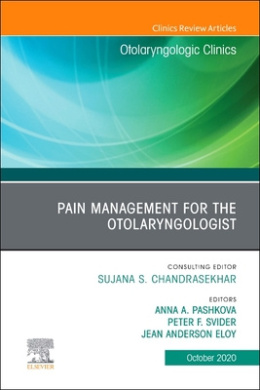 Clinics Review Articles
Otolaryngologic Clinics
PAIN MANAGEMENT FOR THE
OTOLARYNGOLOGIST
CONSULTING EDITOR
SUJANA S. CHANDRASEKHAR
EDITORS
ANNA A. PASHKOVA
PETER F. SVIDER
JEAN ANDERSON ELOY
ELSEVIER
October 2020